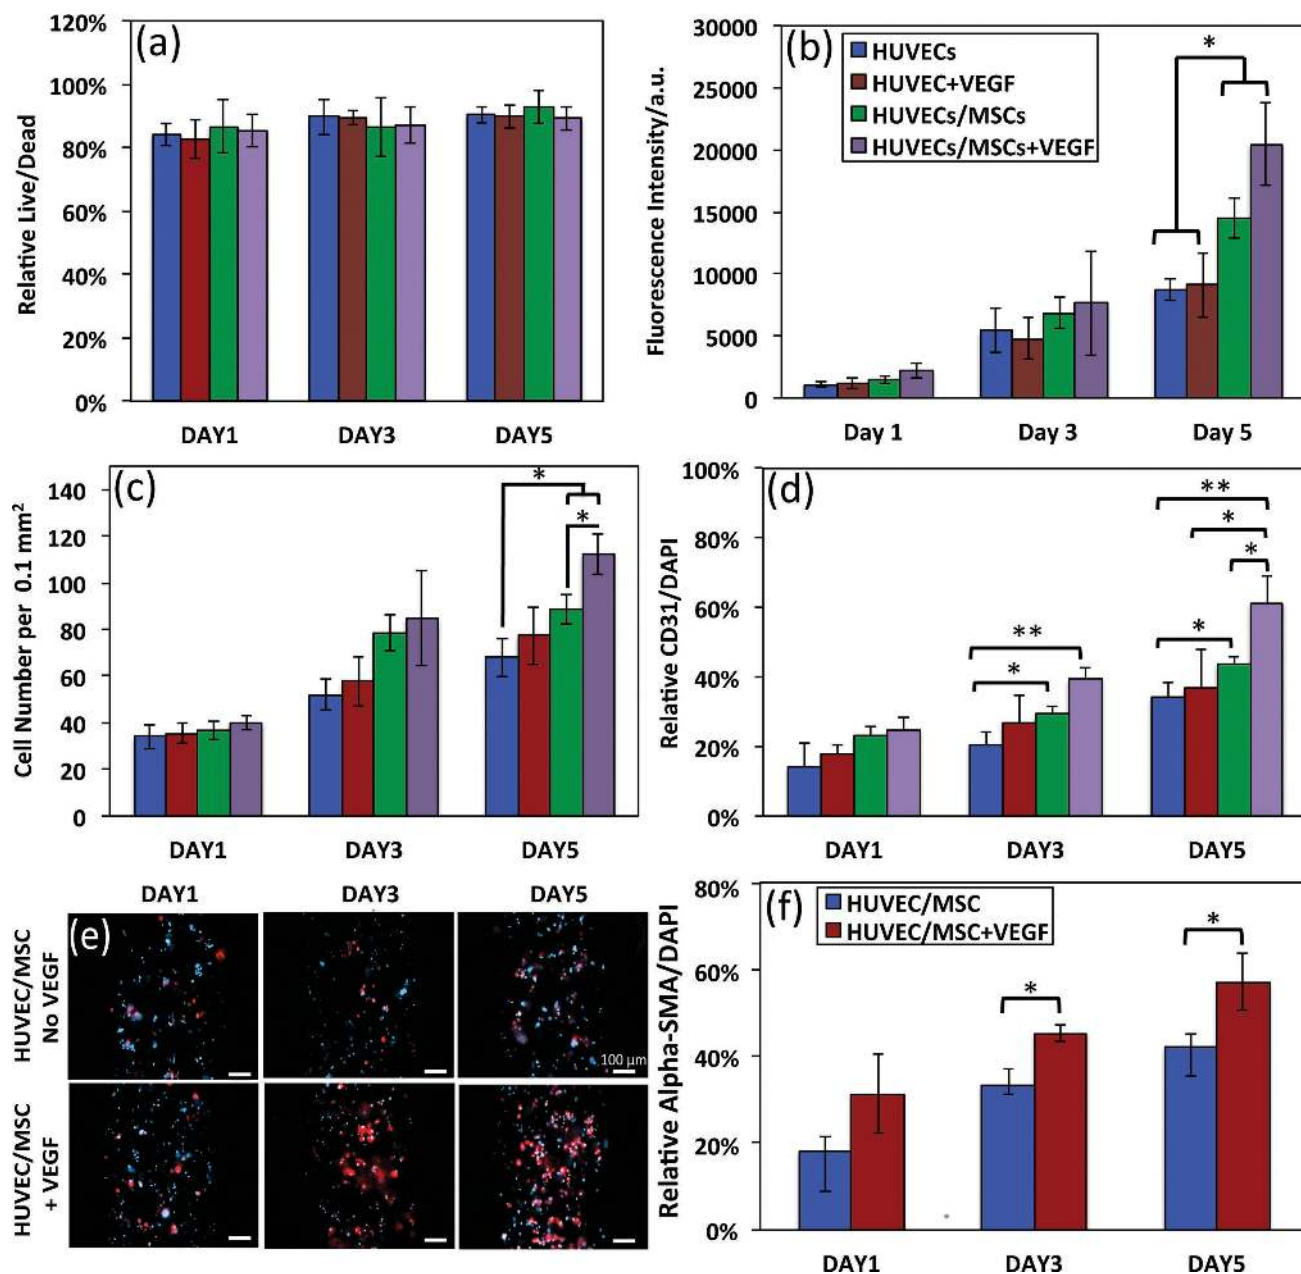 (a)
Relative Live/Dead
120%
100%
80%
60%
40%
20%
0%
DAY1 DAY3 DAY5
(b)
Fluorescence Intensity/a.u.
30000
25000
20000
15000
10000
5000
0
HUVECs
HUVEC+VEGF
HUVECs/MSCs
HUVECs/MSCs+VEGF
*
Day 1 Day 3 Day 5
(c)
Cell Number per 0.1 mm²
140
120
100
80
60
40
20
0
*
*
DAY1 DAY3 DAY5
(d)
Relative CD31/DAPI
100%
80%
60%
40%
20%
0%
**
*
**
*
*
*
DAY1 DAY3 DAY5
DAY1 DAY3 DAY5
(e)
HUVEC/MSC
No VEGF
100 μm
HUVEC/MSC
+ VEGF
(f)
Relative Alpha-SMA/DAPI
80%
60%
40%
20%
0%
HUVEC/MSC
HUVEC/MSC+VEGF
*
*
DAY1 DAY3 DAY5